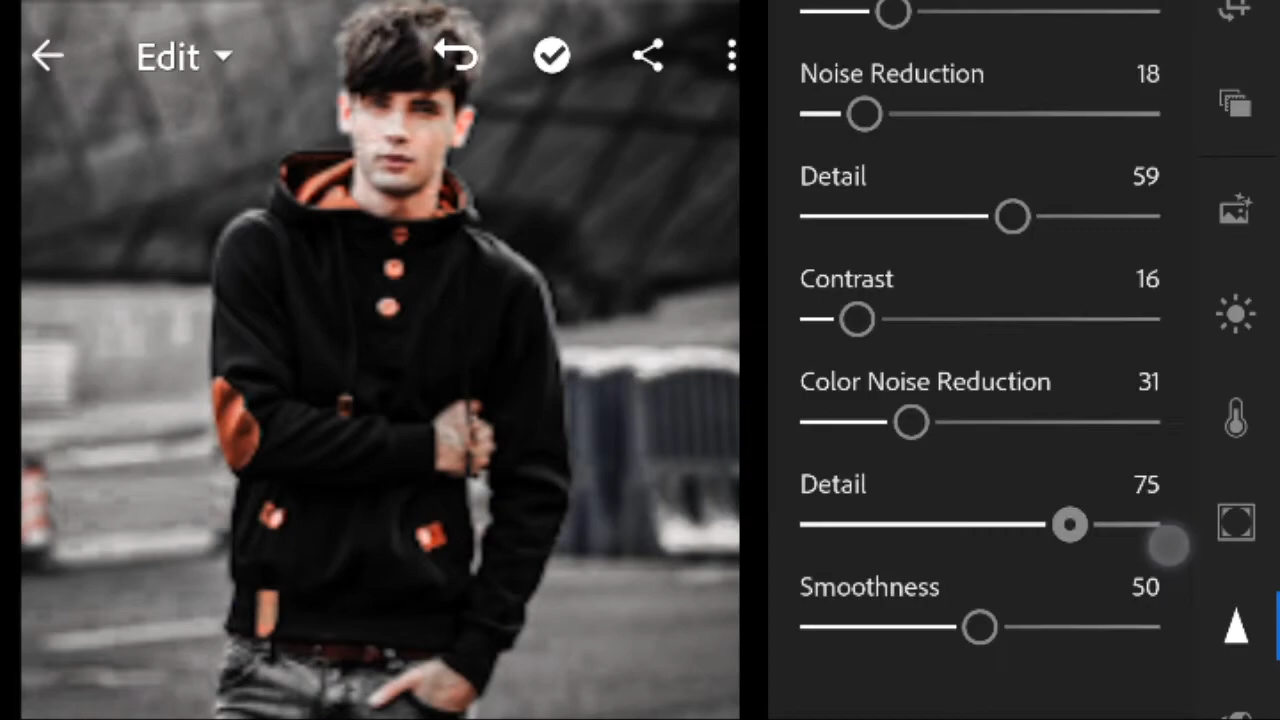 Edit
Noise Reduction 18
Detail 59
Contrast 16
Color Noise Reduction 31
Detail 75
Smoothness 50